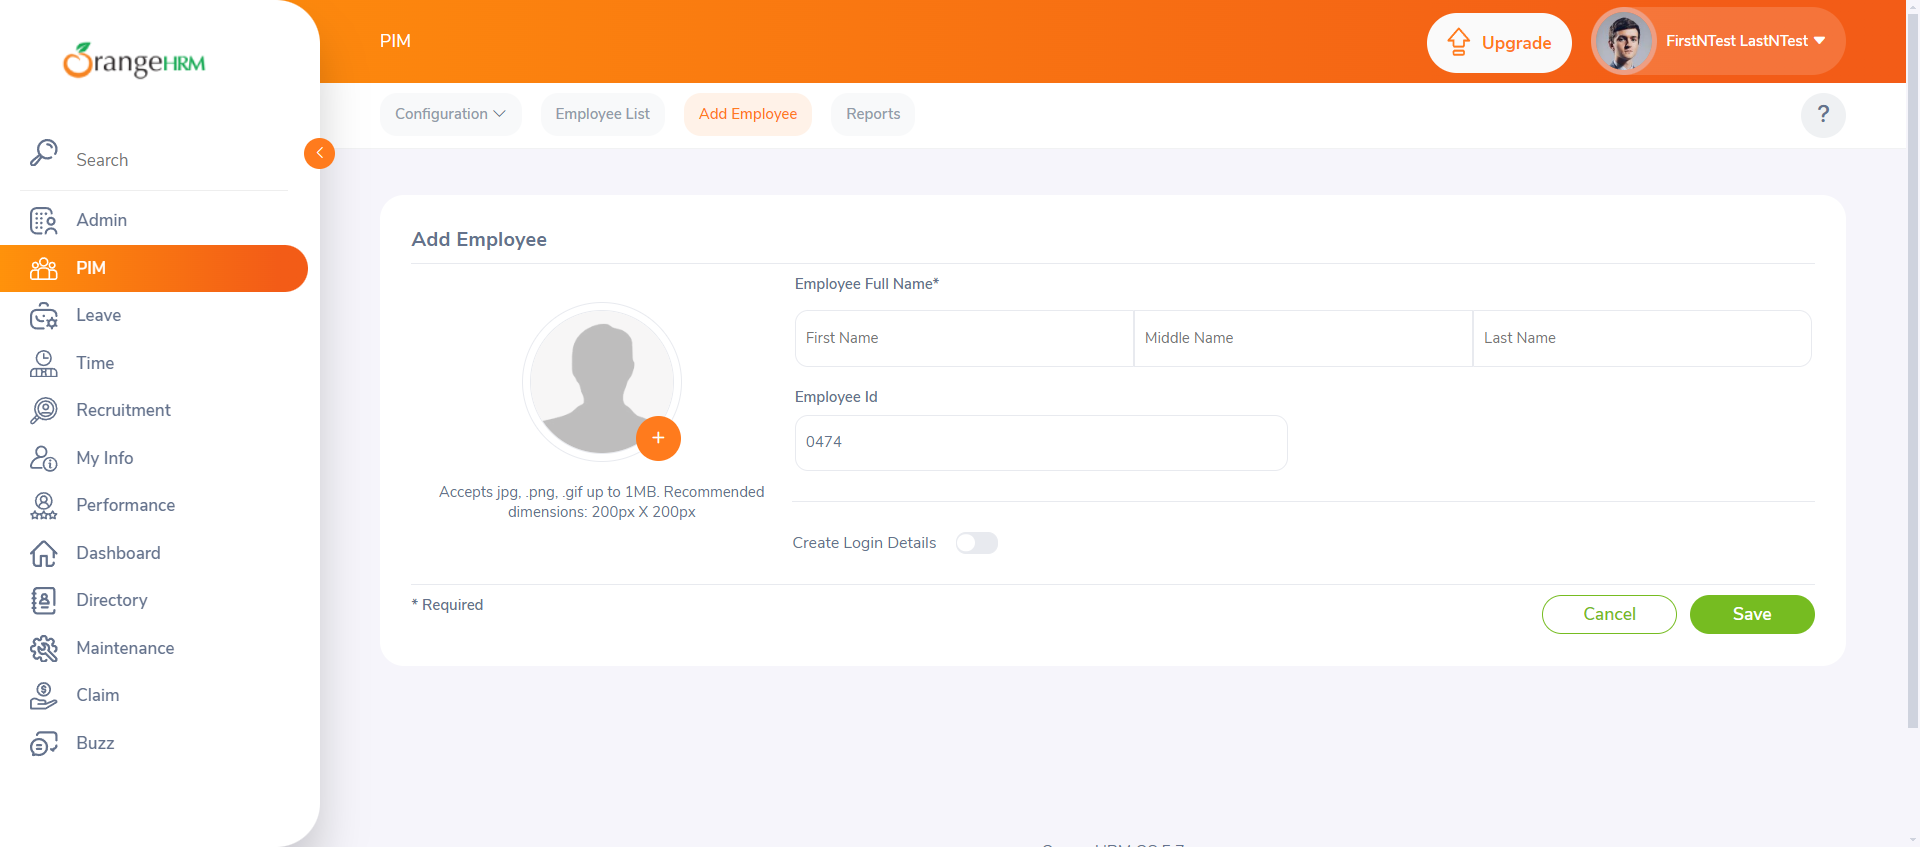 OrangeHRM
PIM
Upgrade
FirstNTest LastNTest
Configuration
Employee List
Add Employee
Reports
?
Search
Admin
PIM
Leave
Time
Recruitment
My Info
Performance
Dashboard
Directory
Maintenance
Claim
Buzz
Add Employee
Employee Full Name*
First Name
Middle Name
Last Name
Employee Id
0474
Accepts jpg, .png, .gif up to 1MB. Recommended
dimensions: 200px X 200px
Create Login Details
* Required
Cancel
Save